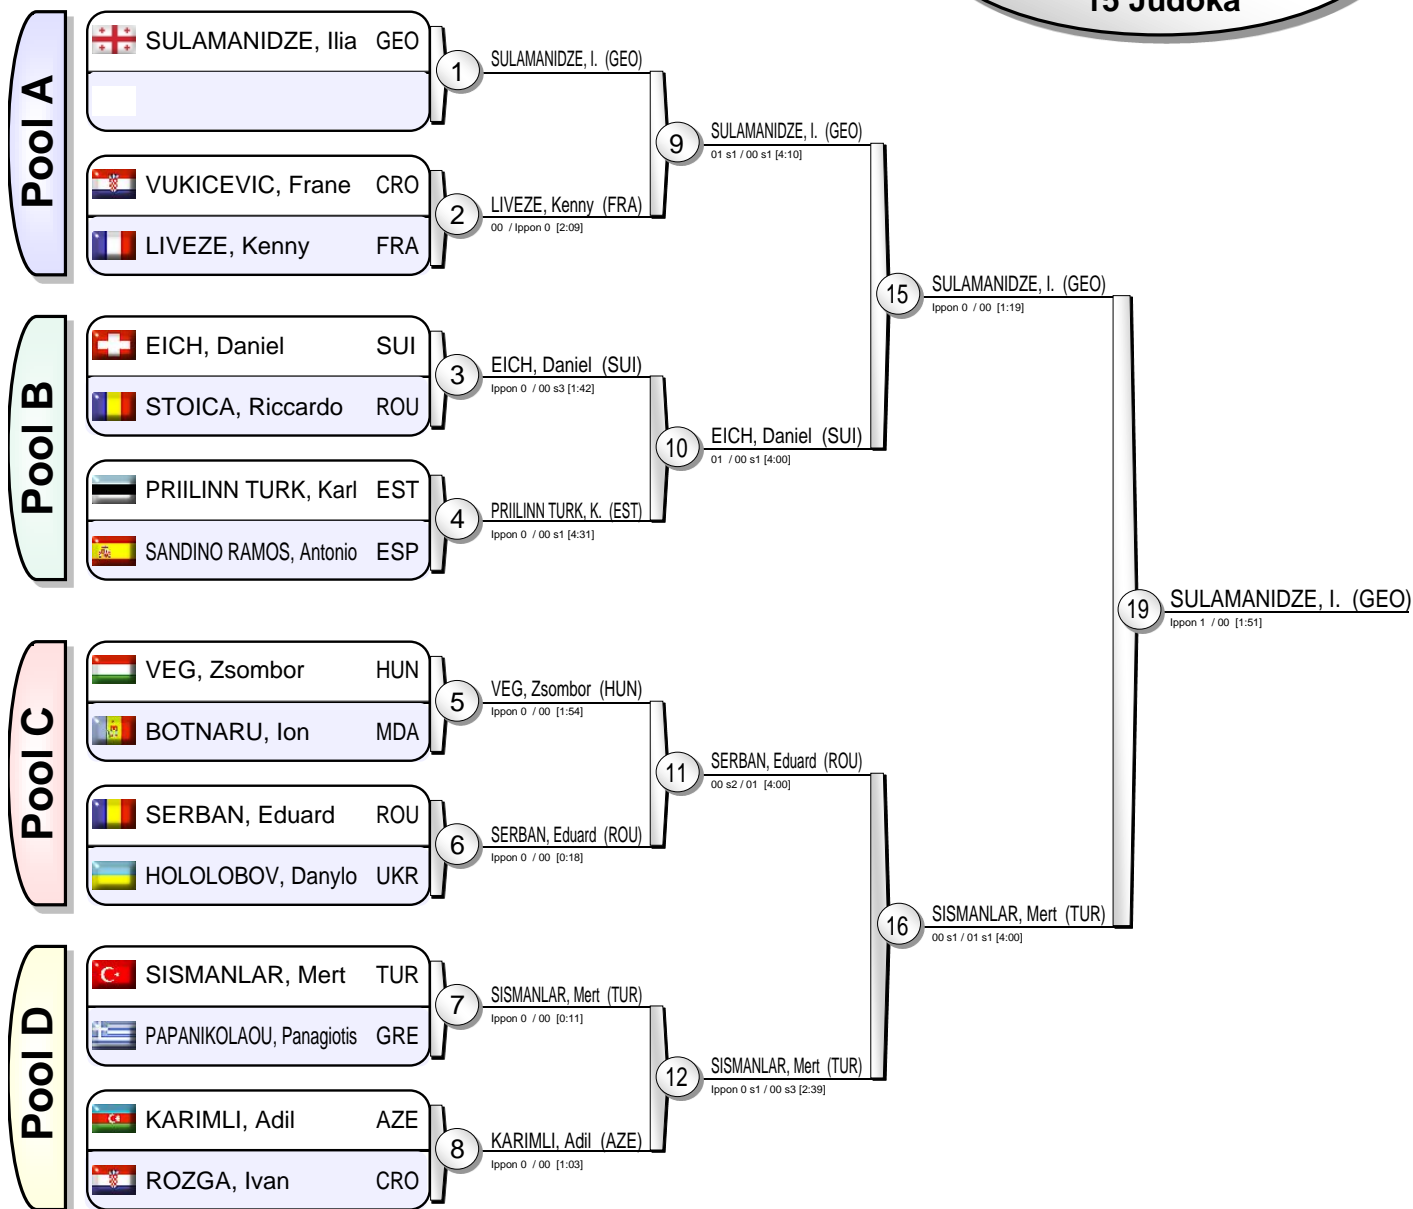 15 Judoka
Pool A
SULAMANIDZE, Ilia GEO
1
SULAMANIDZE, I. (GEO)
VUKICEVIC, Frane CRO
LIVEZE, Kenny FRA
2
LIVEZE, Kenny (FRA)
00 / Ippon 0 [2:09]
9
SULAMANIDZE, I. (GEO)
01 s1 / 00 s1 [4:10]
Pool B
EICH, Daniel SUI
STOICA, Riccardo ROU
3
EICH, Daniel (SUI)
Ippon 0 / 00 s3 [1:42]
PRIILINN TURK, Karl EST
SANDINO RAMOS, Antonio ESP
4
PRIILINN TURK, K. (EST)
Ippon 0 / 00 s1 [4:31]
10
EICH, Daniel (SUI)
01 / 00 s1 [4:00]
15
SULAMANIDZE, I. (GEO)
Ippon 0 / 00 [1:19]
Pool C
VEG, Zsombor HUN
BOTNARU, Ion MDA
5
VEG, Zsombor (HUN)
Ippon 0 / 00 [1:54]
SERBAN, Eduard ROU
HOLOLOBOV, Danylo UKR
6
SERBAN, Eduard (ROU)
Ippon 0 / 00 [0:18]
11
SERBAN, Eduard (ROU)
00 s2 / 01 [4:00]
Pool D
SISMANLAR, Mert TUR
PAPANIKOLAOU, Panagiotis GRE
7
SISMANLAR, Mert (TUR)
Ippon 0 / 00 [0:11]
KARIMLI, Adil AZE
ROZGA, Ivan CRO
8
KARIMLI, Adil (AZE)
Ippon 0 / 00 [1:03]
12
SISMANLAR, Mert (TUR)
Ippon 0 s1 / 00 s3 [2:39]
16
SISMANLAR, Mert (TUR)
00 s1 / 01 s1 [4:00]
19
SULAMANIDZE, I. (GEO)
Ippon 1 / 00 [1:51]